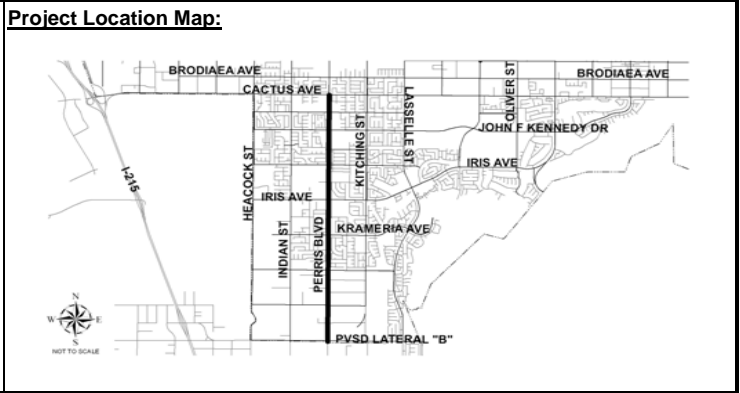 Project Location Map:
BRODIAEA AVE
BRODIAEA AVE
CACTUS AVE
OLIVER ST
LASSELLE ST
KITCHING ST
JOHN F KENNEDY DR
IRIS AVE
I-215
HEACOCK ST
IRIS AVE
INDIAN ST
PERRIS BLVD
KRAMERIA AVE
N
W
E
S
NOT TO SCALE
PVSD LATERAL "B"